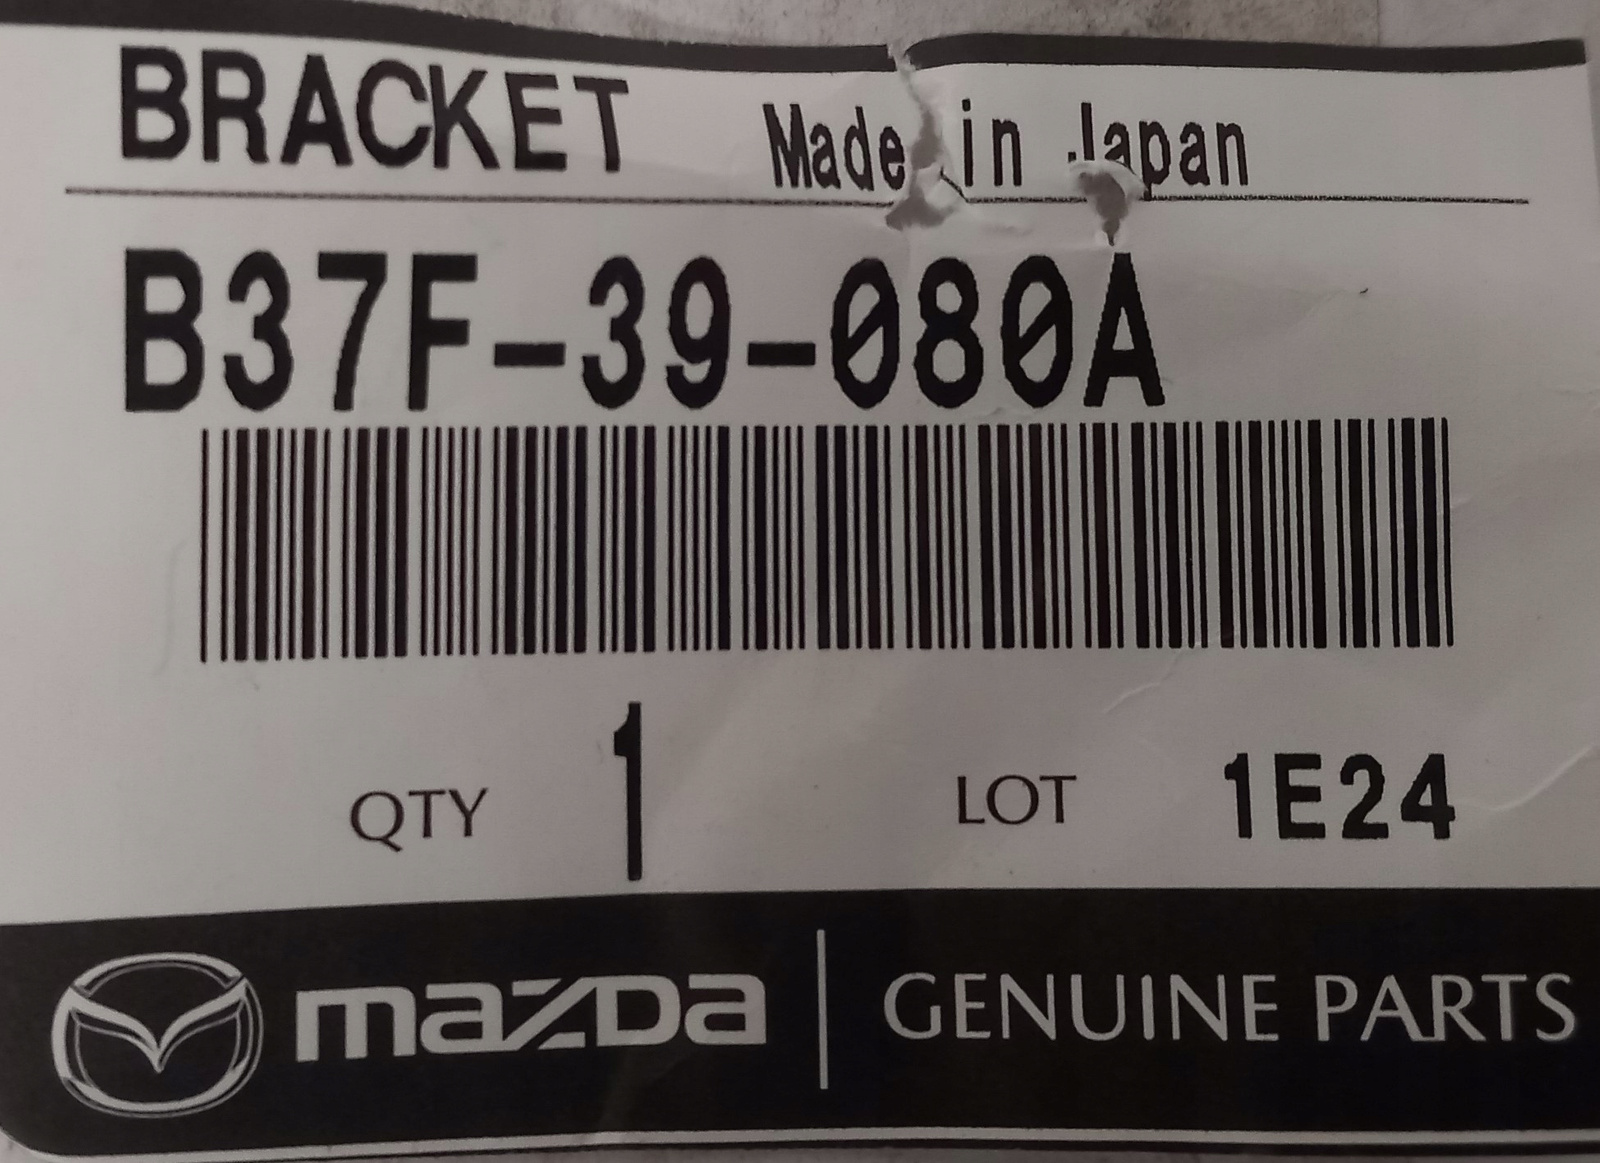 BRACKET Made in Japan
B37F-39-080A
QTY 1 LOT 1E24
mazda GENUINE PARTS